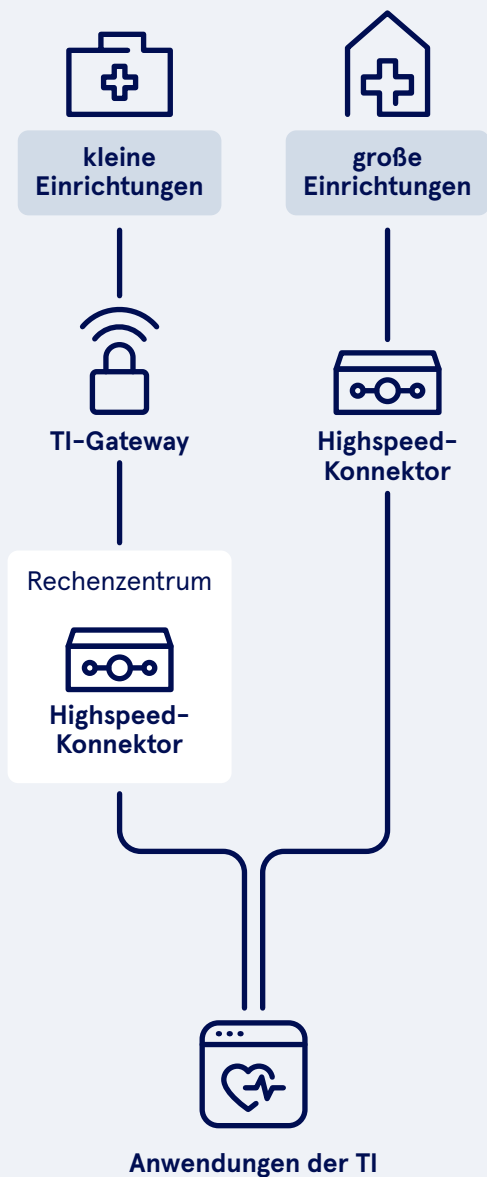 kleine
Einrichtungen
große
Einrichtungen
TI-Gateway
Highspeed-
Konnektor
Rechenzentrum
Highspeed-
Konnektor
Anwendungen der TI